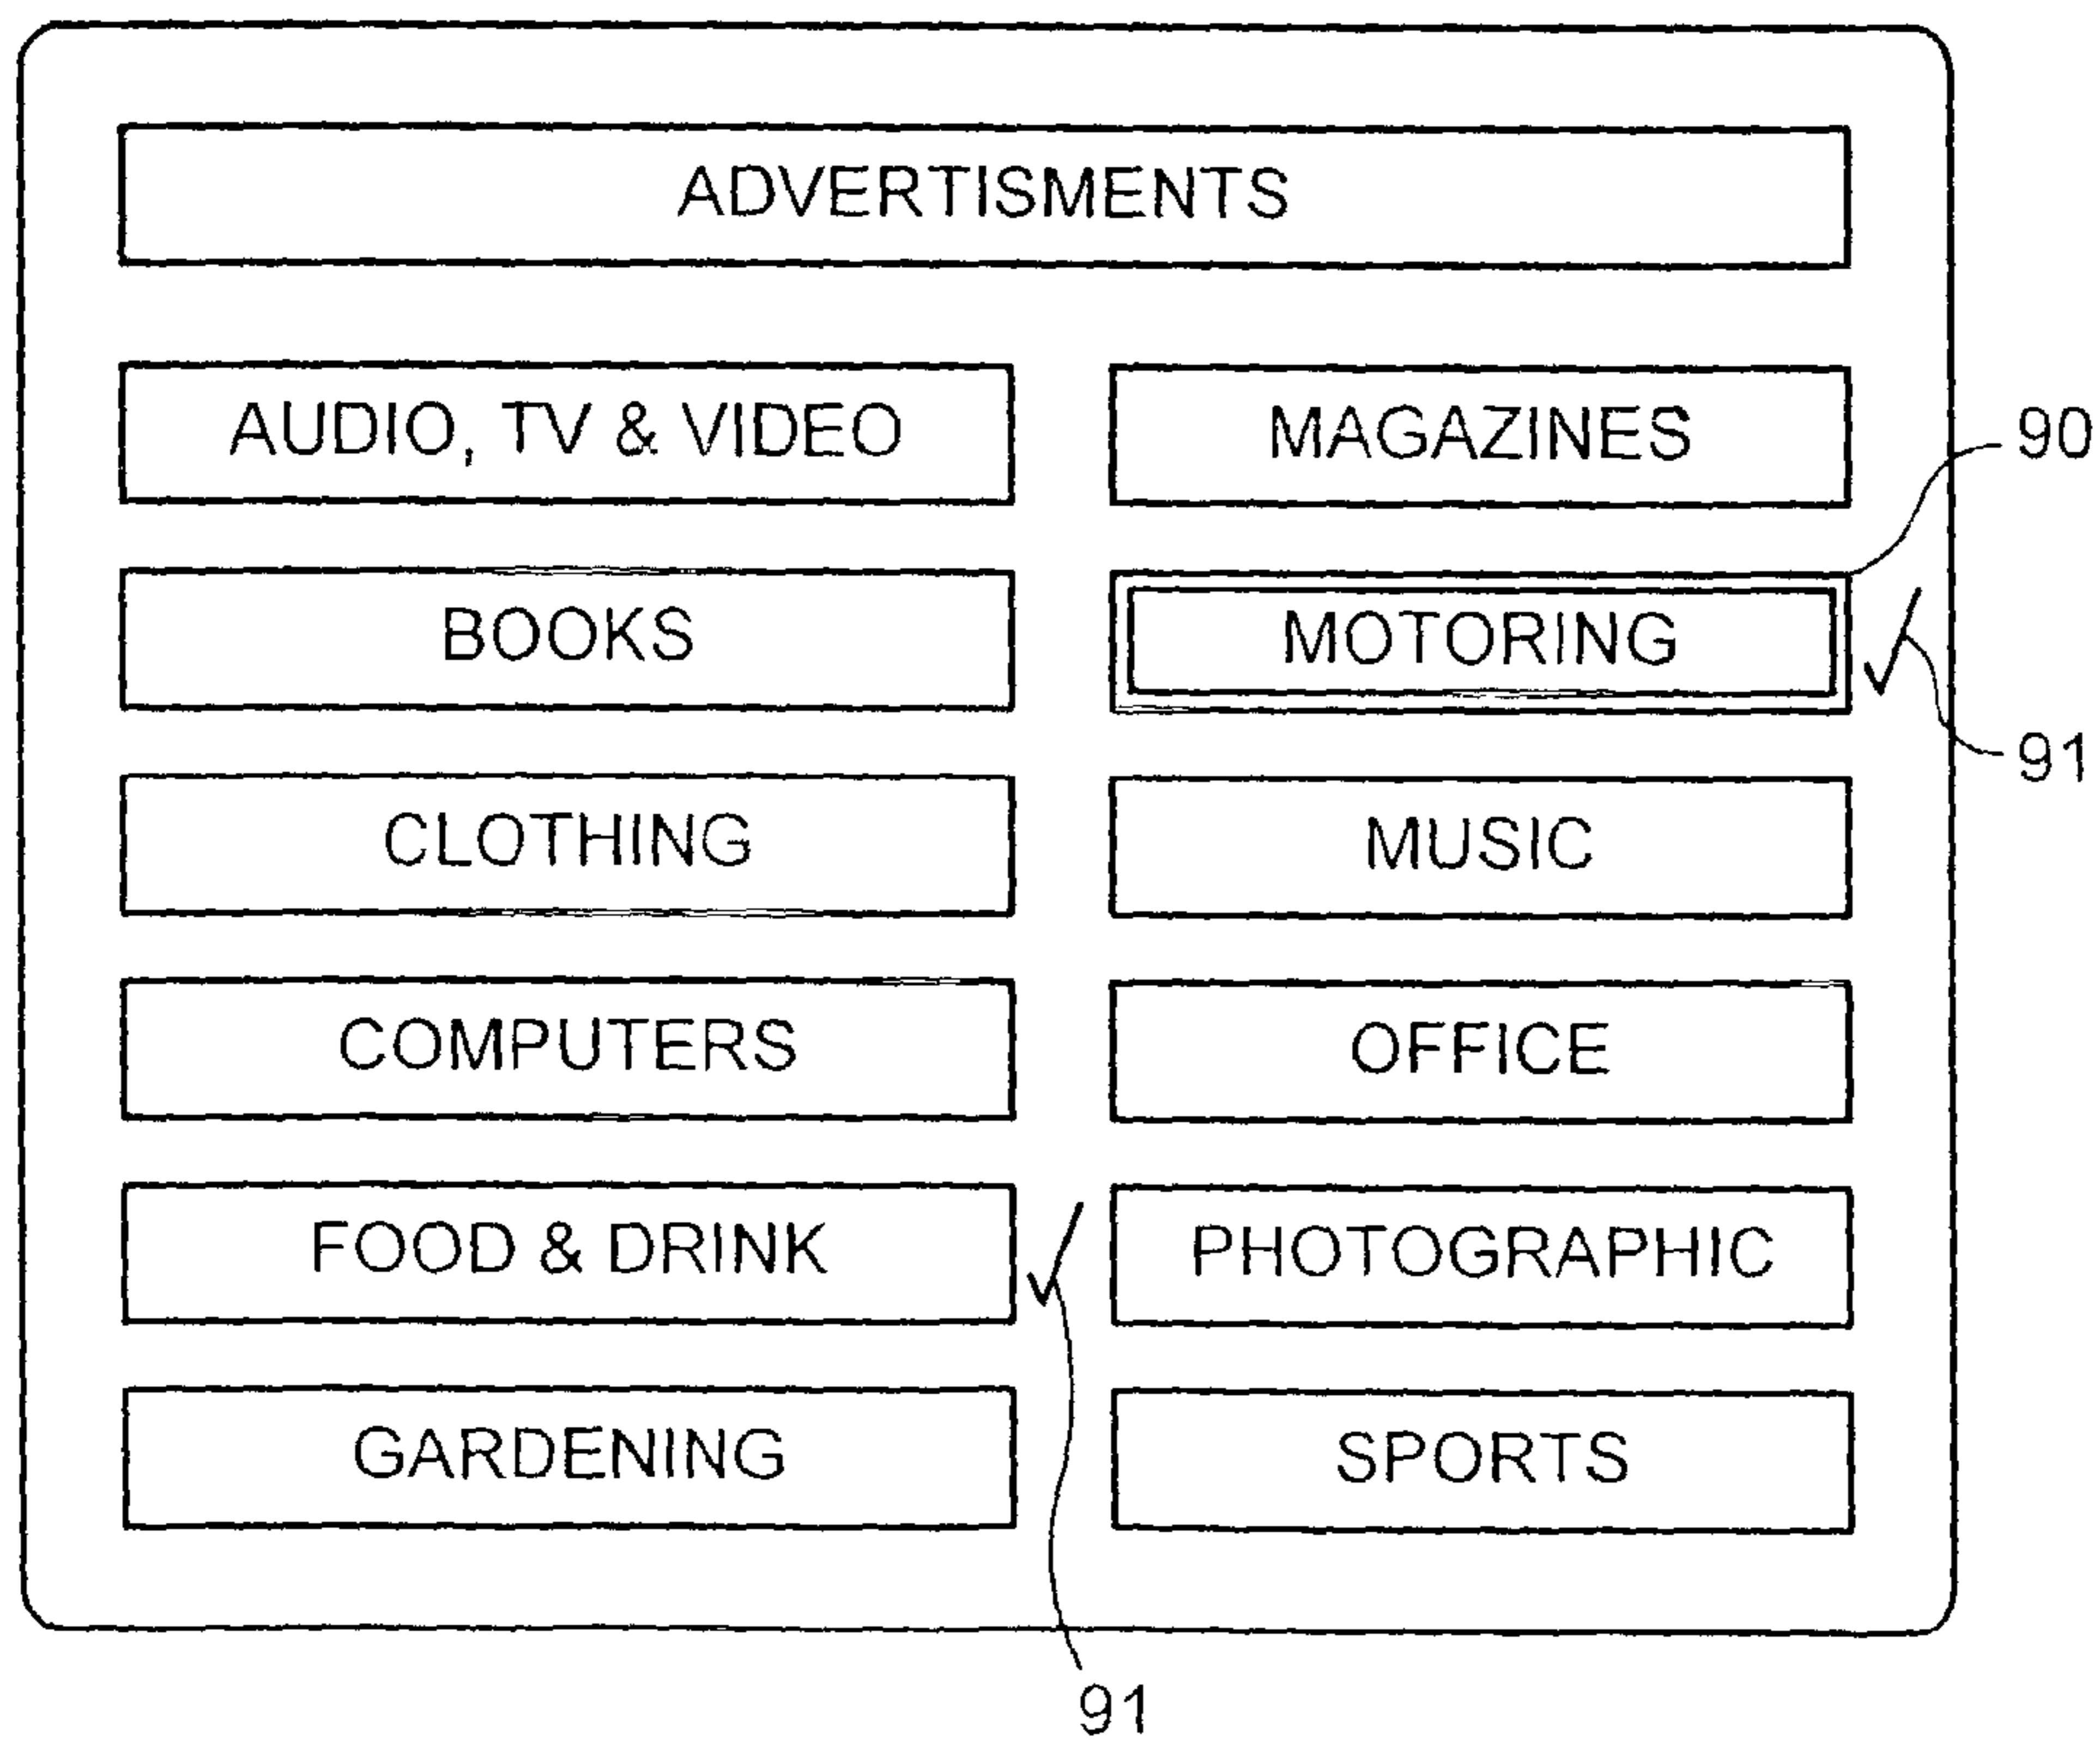 ADVERTISMENTS
AUDIO, TV & VIDEO
MAGAZINES
90
BOOKS
MOTORING
91
CLOTHING
MUSIC
COMPUTERS
OFFICE
FOOD & DRINK
PHOTOGRAPHIC
GARDENING
SPORTS
91